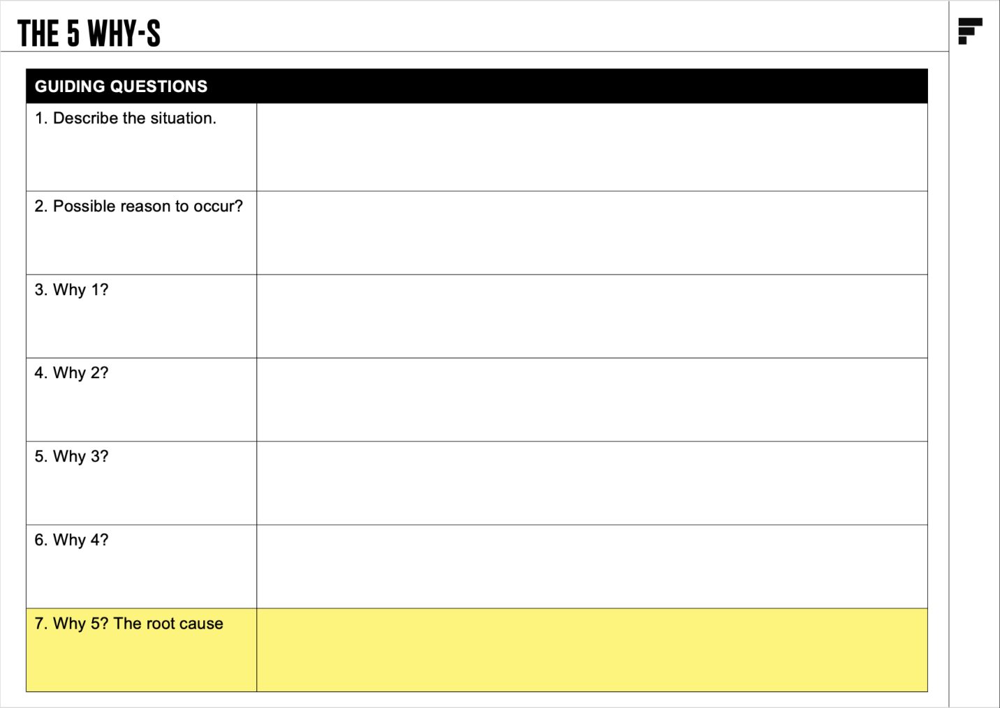 THE 5 WHY-S
GUIDING QUESTIONS
1. Describe the situation.
2. Possible reason to occur?
3. Why 1?
4. Why 2?
5. Why 3?
6. Why 4?
7. Why 5? The root cause